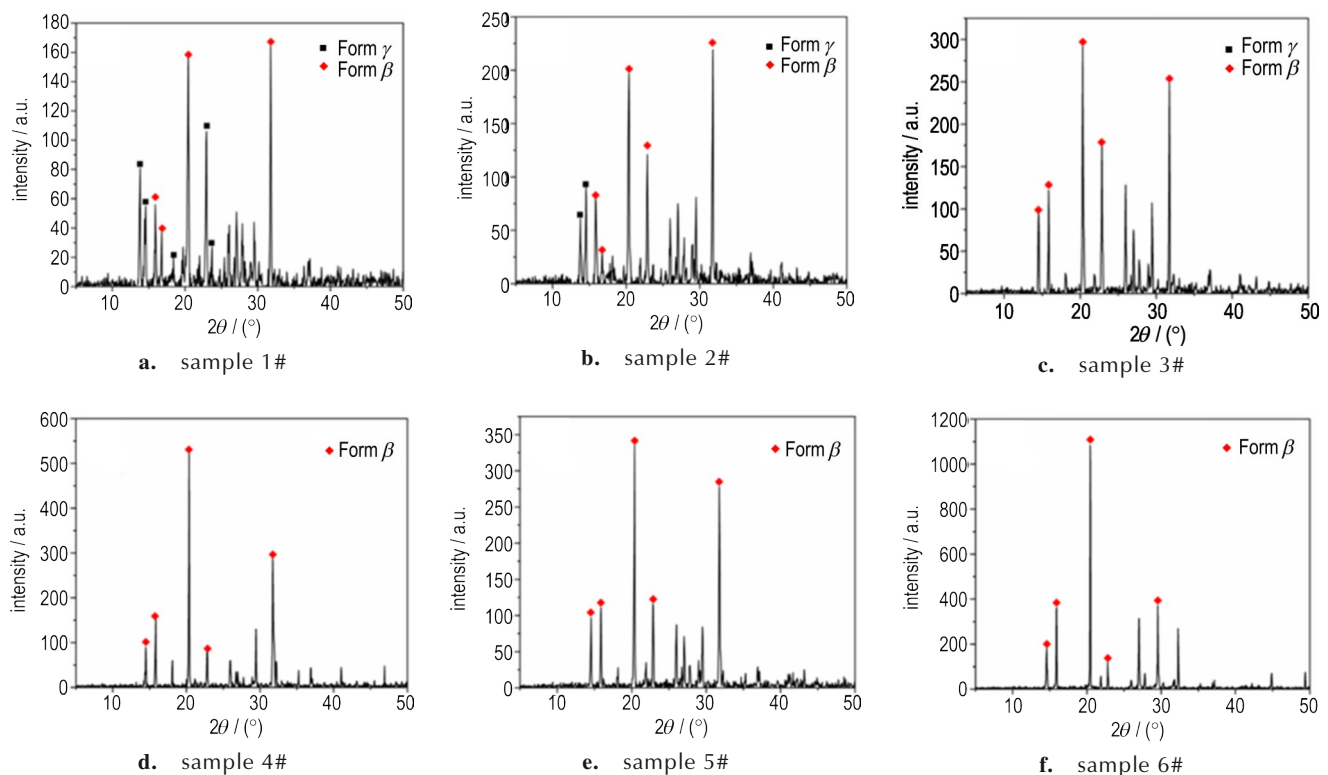 180
160
140
120
100
80
60
40
20
0
intensity / a.u.
■ Form γ
◆ Form β
10 20 30 40 50
2θ / (°)
a. sample 1#
250
200
150
100
50
0
intensity / a.u.
■ Form γ
◆ Form β
10 20 30 40 50
2θ / (°)
b. sample 2#
300
250
200
150
100
50
0
intensity / a.u.
■ Form γ
◆ Form β
10 20 30 40 50
2θ / (°)
c. sample 3#
600
500
400
300
200
100
0
intensity / a.u.
◆ Form β
10 20 30 40 50
2θ / (°)
d. sample 4#
350
300
250
200
150
100
50
0
intensity / a.u.
◆ Form β
10 20 30 40 50
2θ / (°)
e. sample 5#
1200
1000
800
600
400
200
0
intensity / a.u.
◆ Form β
10 20 30 40 50
2θ / (°)
f. sample 6#